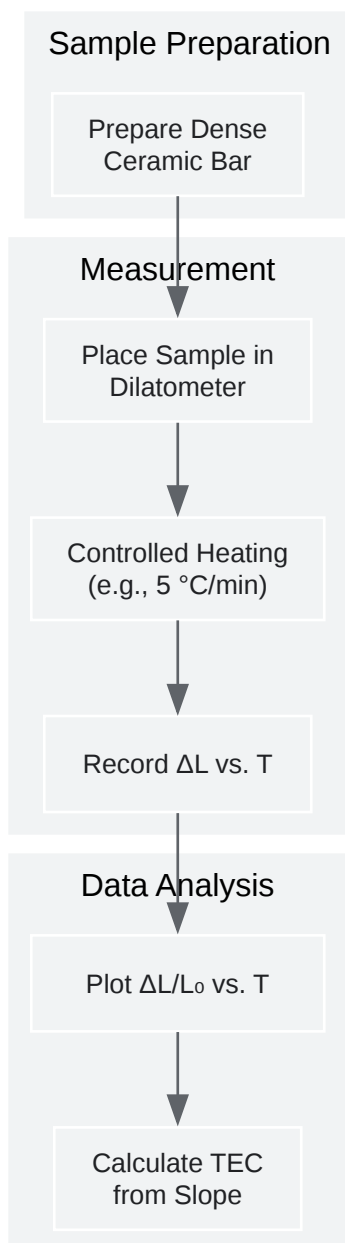 Sample Preparation
Prepare Dense
Ceramic Bar
Measurement
Place Sample in
Dilatometer
Controlled Heating
(e.g., 5 °C/min)
Record ΔL vs. T
Data Analysis
Plot ΔL/L₀ vs. T
Calculate TEC
from Slope